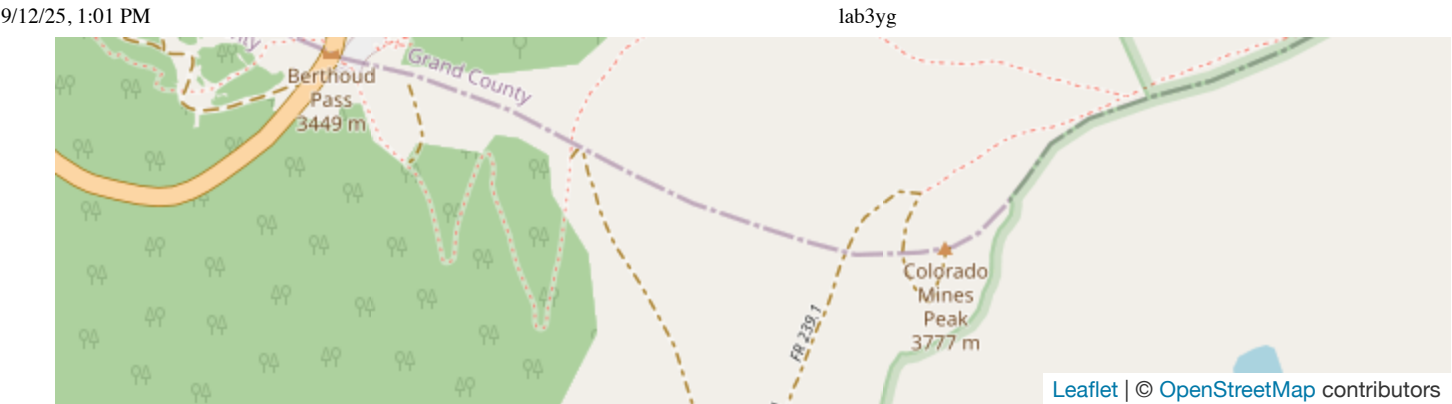 9/12/25, 1:01 PM
lab3yg
Grand County
Berthoud
Pass
3449 m
Colorado
Mines
Peak
3777 m
FR 239.1
Leaflet | © OpenStreetMap contributors